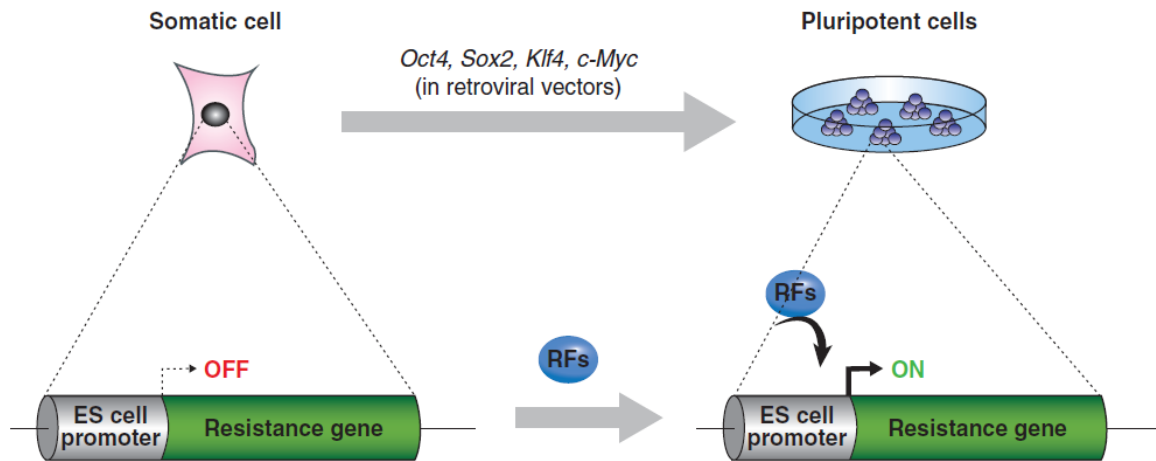 Somatic cell
Pluripotent cells
Oct4, Sox2, Klf4, c-Myc
(in retroviral vectors)
RFs
RFs
OFF
ON
ES cell
promoter
Resistance gene
ES cell
promoter
Resistance gene